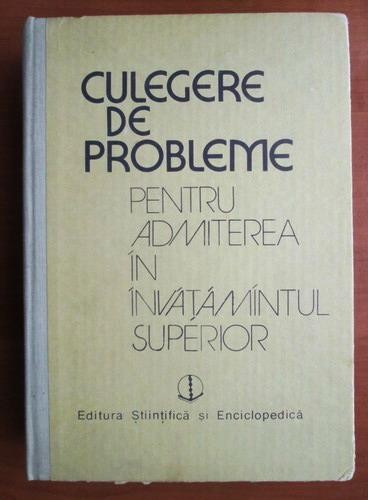 CULEGERE
DE
PROBLEME
PENTRU
ADMITEREA
ÎN
ÎNVĂȚĂMÎNTUL
SUPERIOR
Editura Științifică și Enciclopedică